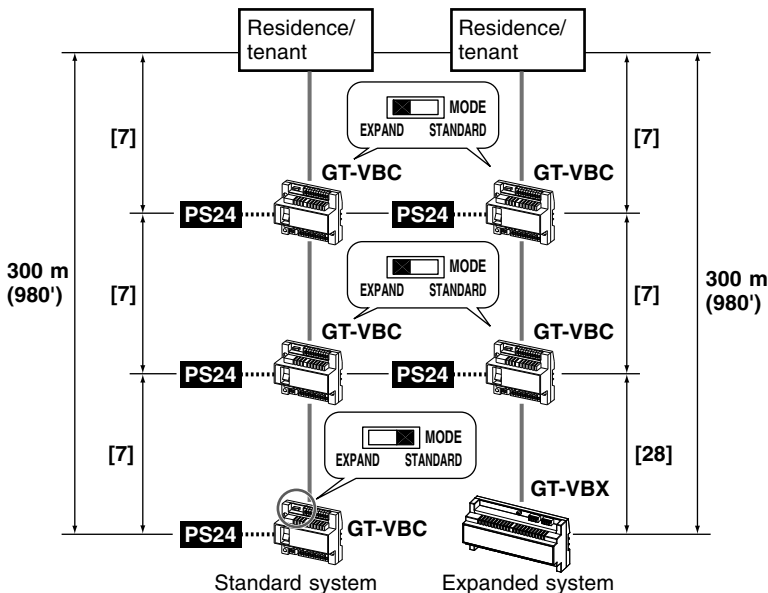 Residence/
tenant
Residence/
tenant
[7]
MODE
EXPAND STANDARD
[7]
GT-VBC
GT-VBC
PS24
PS24
300 m
(980')
[7]
MODE
EXPAND STANDARD
[7]
300 m
(980')
GT-VBC
GT-VBC
PS24
PS24
[7]
MODE
EXPAND STANDARD
[28]
GT-VBX
PS24
GT-VBC
Standard system
Expanded system